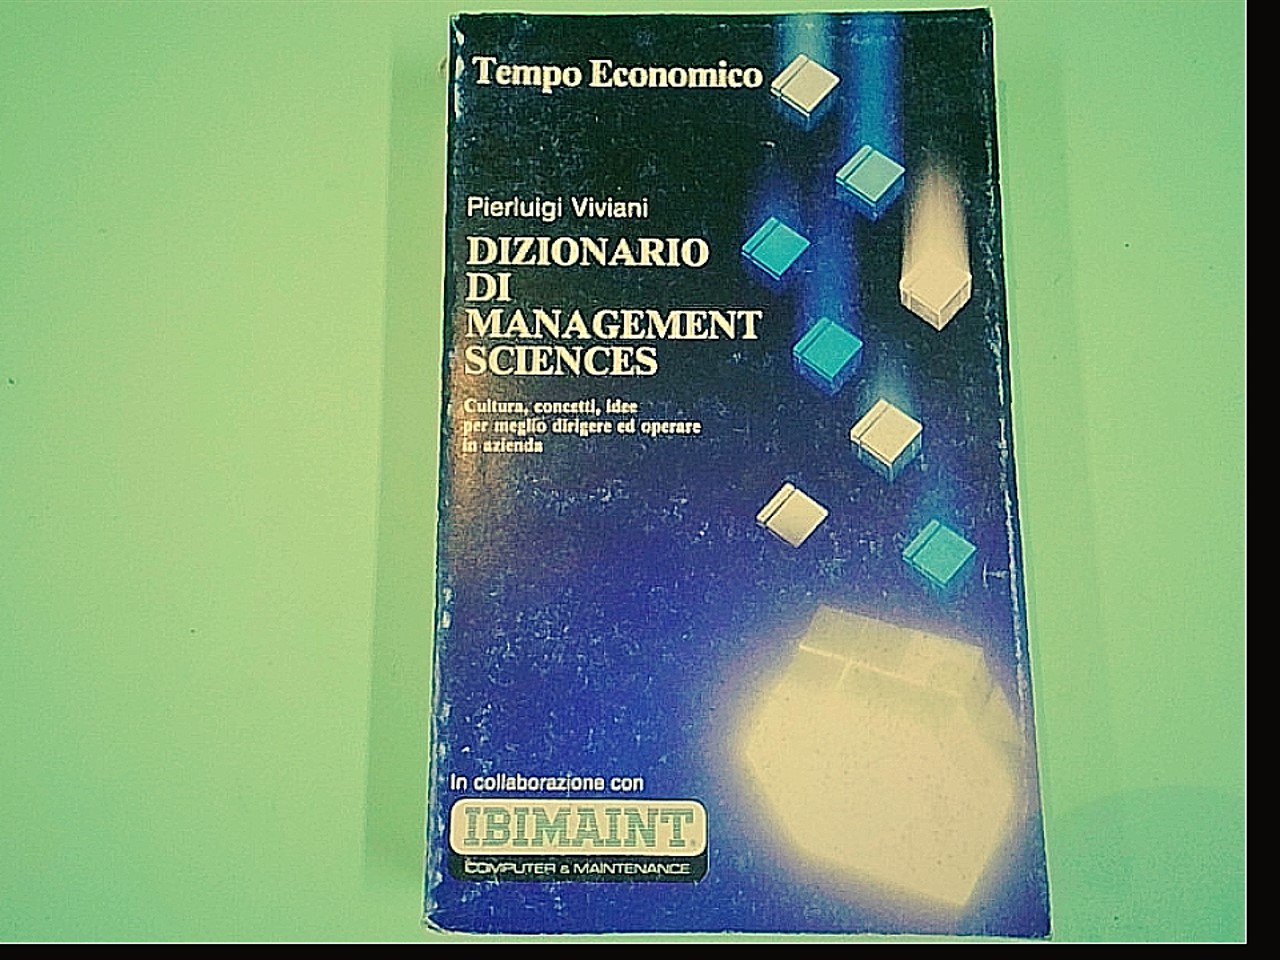 Tempo Economico
Pierluigi Viviani
DIZIONARIO
DI
MANAGEMENT
SCIENCES
Cultura, concetti, idee
per meglio dirigere ed operare
in azienda
In collaborazione con
IBIMAINT
COMPUTER & MAINTENANCE